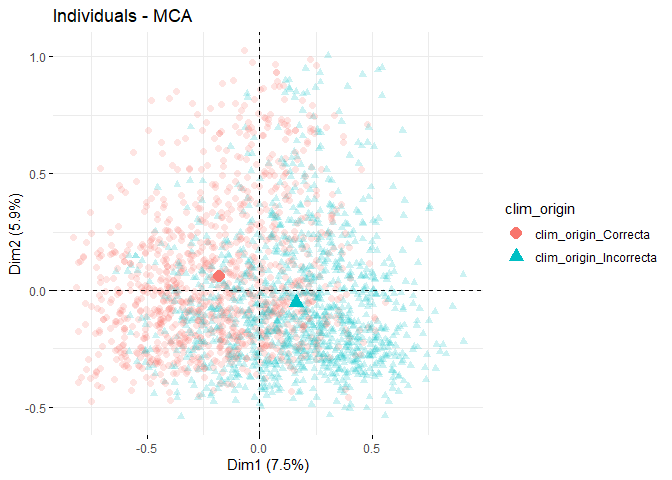 Individuals - MCA
1.0
0.5
0.0
-0.5
Dim2 (5.9%)
-0.5
0.0
0.5
Dim1 (7.5%)
clim_origin
clim_origin_Correcta
clim_origin_Incorrecta